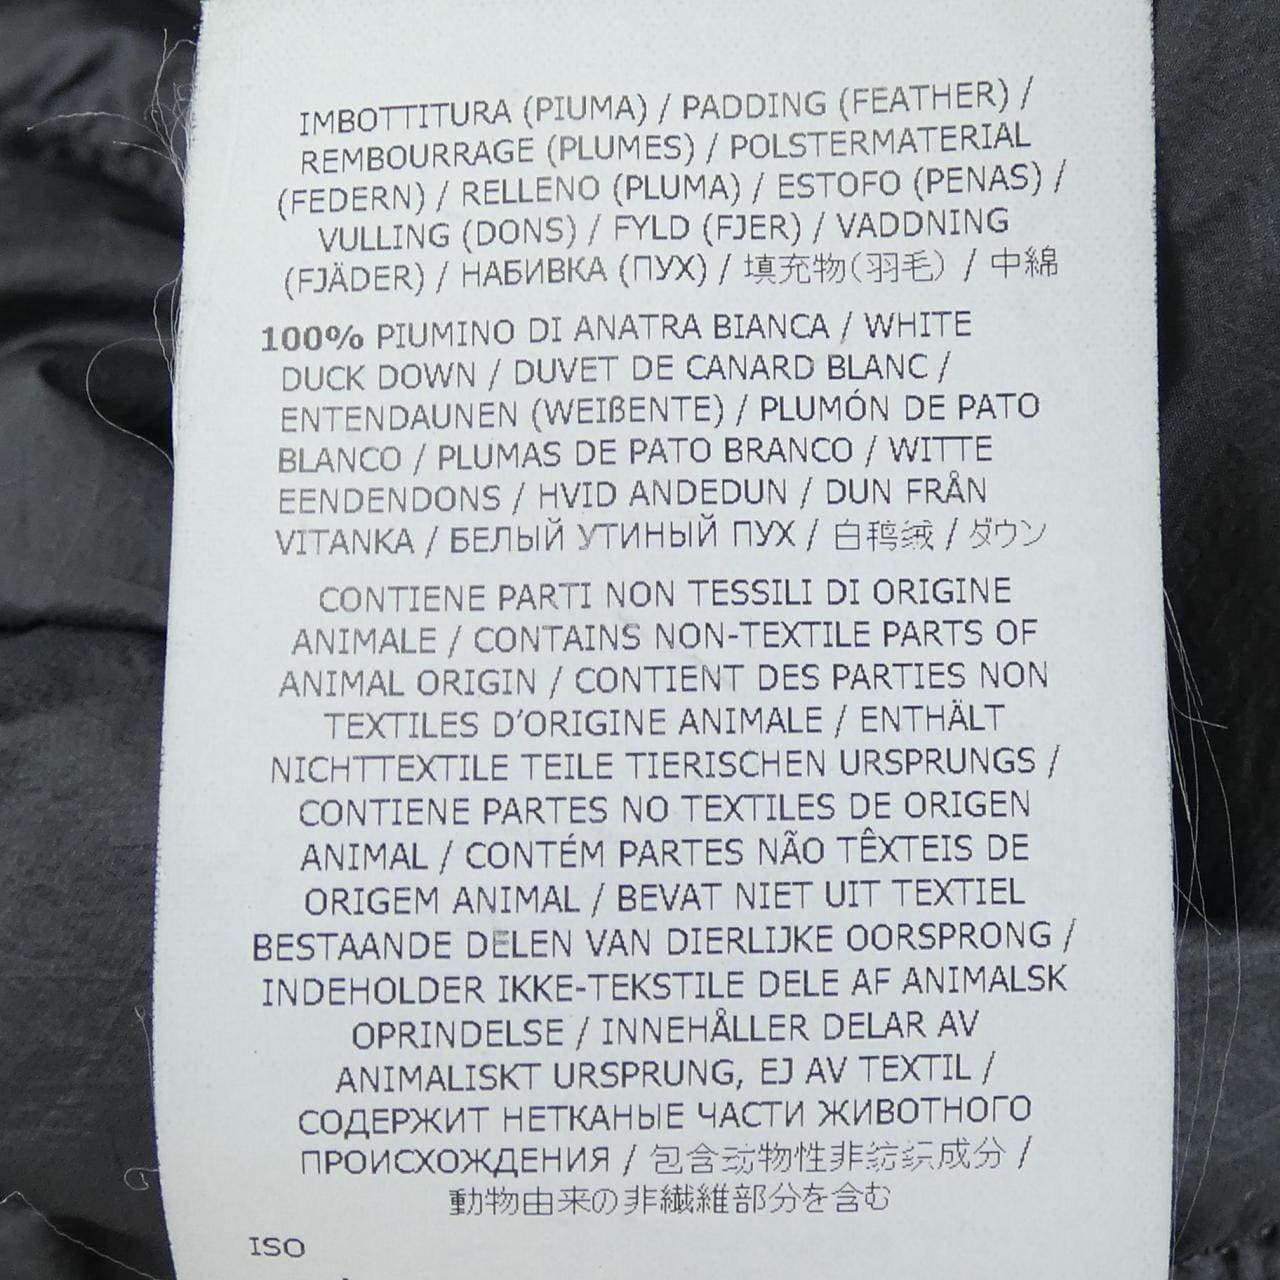 IMBOTTITURA (PIUMA) / PADDING (FEATHER) /
REMBOURRAGE (PLUMES) / POLSTERMATERIAL
(FEDERN) / RELLENO (PLUMA) / ESTOFO (PENAS) /
VULLING (DONS) / FYLD (FJER) / VADDNING
(FJÄDER) / НАБИВКА (ПУХ) / 填充物(羽毛) / 中綿
100% PIUMINO DI ANATRA BIANCA / WHITE
DUCK DOWN / DUVET DE CANARD BLANC /
ENTENDAUNEN (WEIßENTE) / PLUMÓN DE PATO
BLANCO / PLUMAS DE PATO BRANCO / WITTE
EENDENDONS / HVID ANDEDUN / DUN FRÅN
VITANKA / БЕЛЫЙ УТИНЫЙ ПУХ / 白鸭绒 / ダウン
CONTIENE PARTI NON TESSILI DI ORIGINE
ANIMALE / CONTAINS NON-TEXTILE PARTS OF
ANIMAL ORIGIN / CONTIENT DES PARTIES NON
TEXTILES D'ORIGINE ANIMALE / ENTHÄLT
NICHTTEXTILE TEILE TIERISCHEN URSPRUNGS /
CONTIENE PARTES NO TEXTILES DE ORIGEN
ANIMAL / CONTÉM PARTES NÃO TÊXTEIS DE
ORIGEM ANIMAL / BEVAT NIET UIT TEXTIEL
BESTAANDE DELEN VAN DIERLIJKE OORSPRONG /
INDEHOLDER IKKE-TEKSTILE DELE AF ANIMALSK
OPRINDELSE / INNEHÅLLER DELAR AV
ANIMALISKT URSPRUNG, EJ AV TEXTIL /
СОДЕРЖИТ НЕТКАНЫЕ ЧАСТИ ЖИВОТНОГО
ПРОИСХОЖДЕНИЯ / 包含动物性非纺织成分 /
動物由来の非繊維部分を含む
ISO